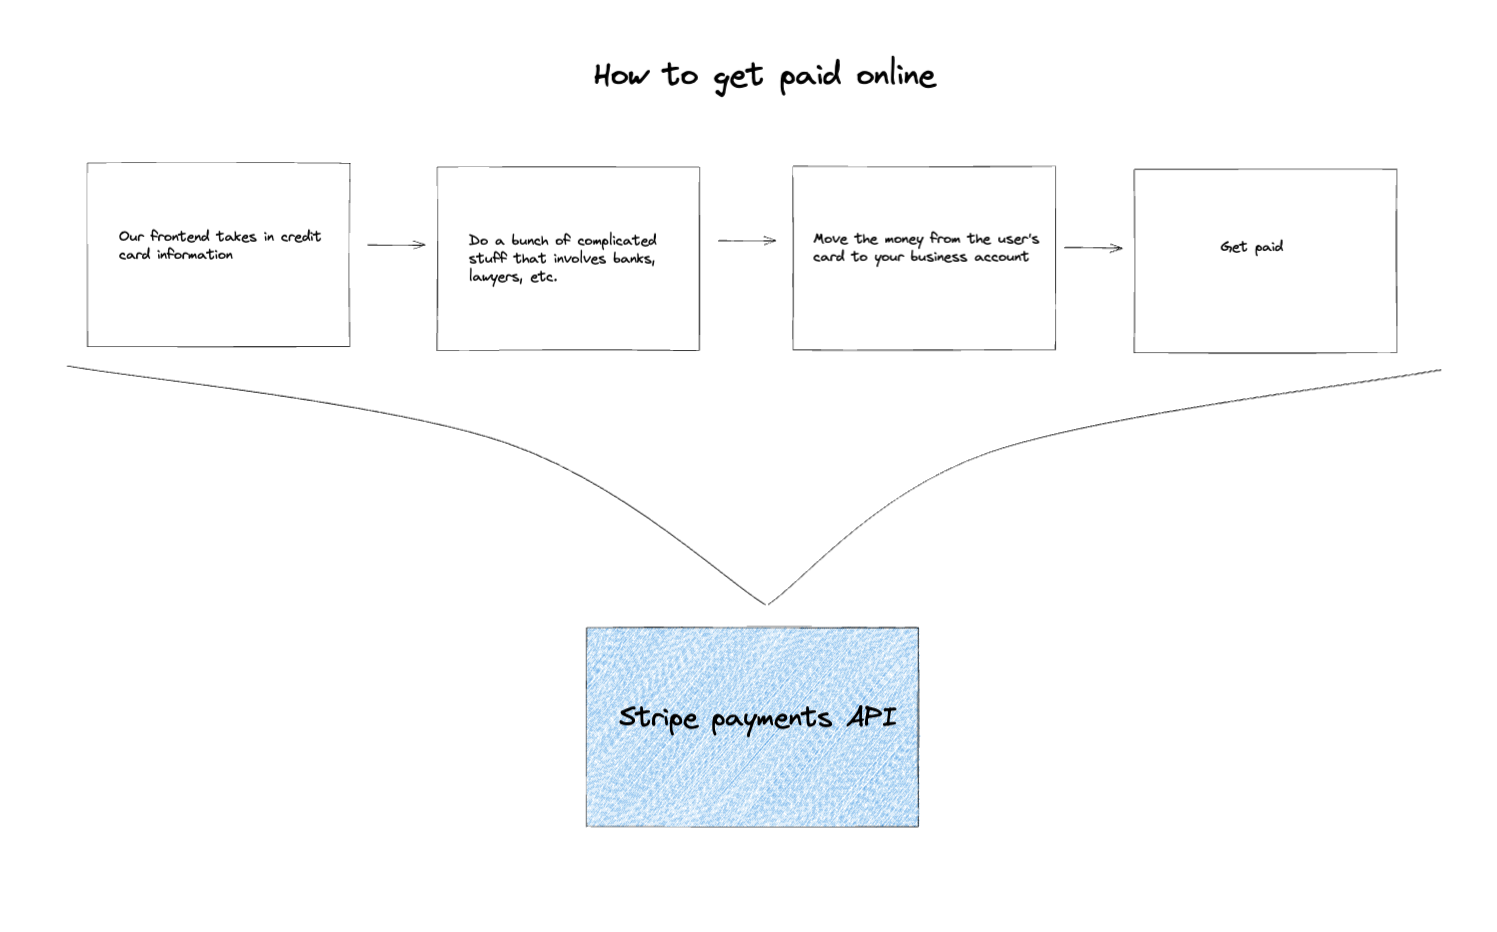 How to get paid online
Our frontend takes in credit
card information
Do a bunch of complicated
stuff that involves banks,
lawyers, etc.
Move the money from the user's
card to your business account
Get paid
Stripe payments API